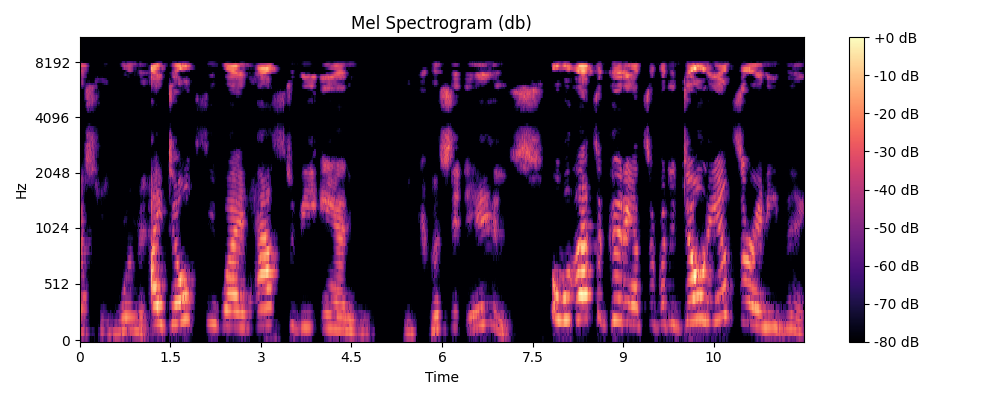 Mel Spectrogram (db)
Hz
8192
4096
2048
1024
512
0
0 1.5 3 4.5 6 7.5 9 10
Time
+0 dB
-10 dB
-20 dB
-30 dB
-40 dB
-50 dB
-60 dB
-70 dB
-80 dB